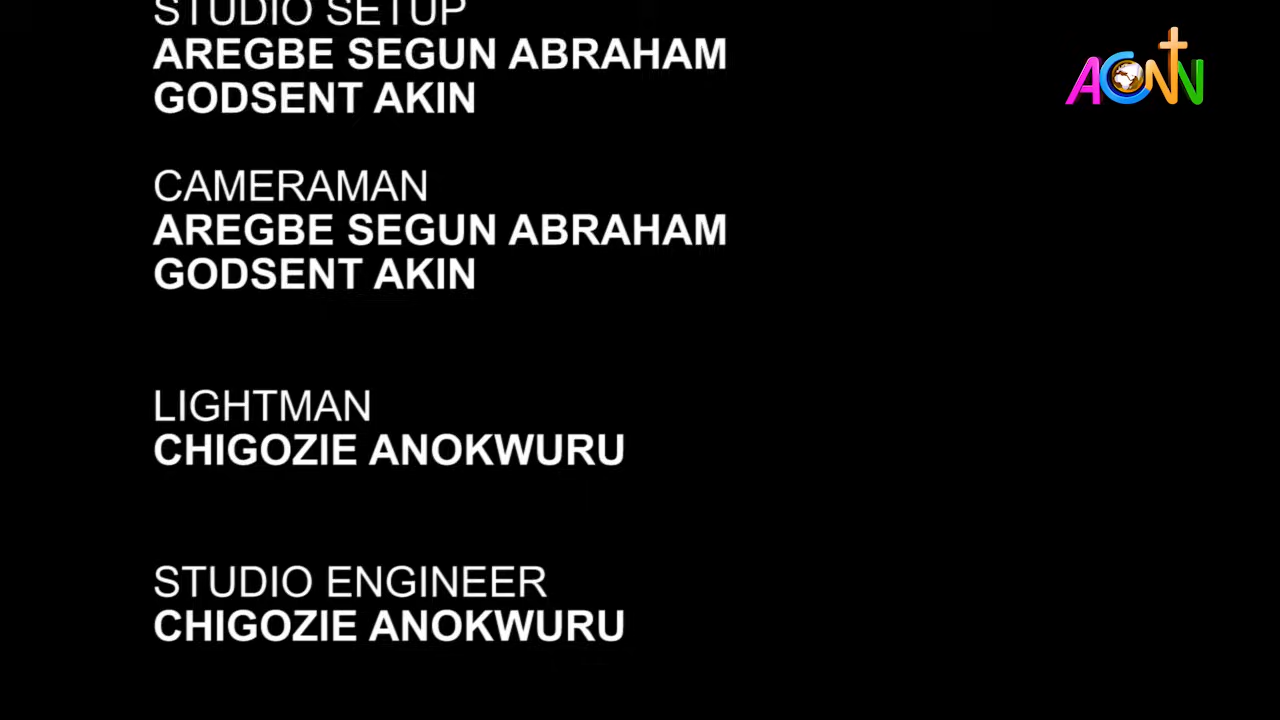 STUDIO SETUP
AREGBE SEGUN ABRAHAM
GODSENT AKIN
CAMERAMAN
AREGBE SEGUN ABRAHAM
GODSENT AKIN
LIGHTMAN
CHIGOZIE ANOKWURU
STUDIO ENGINEER
CHIGOZIE ANOKWURU
ACNN